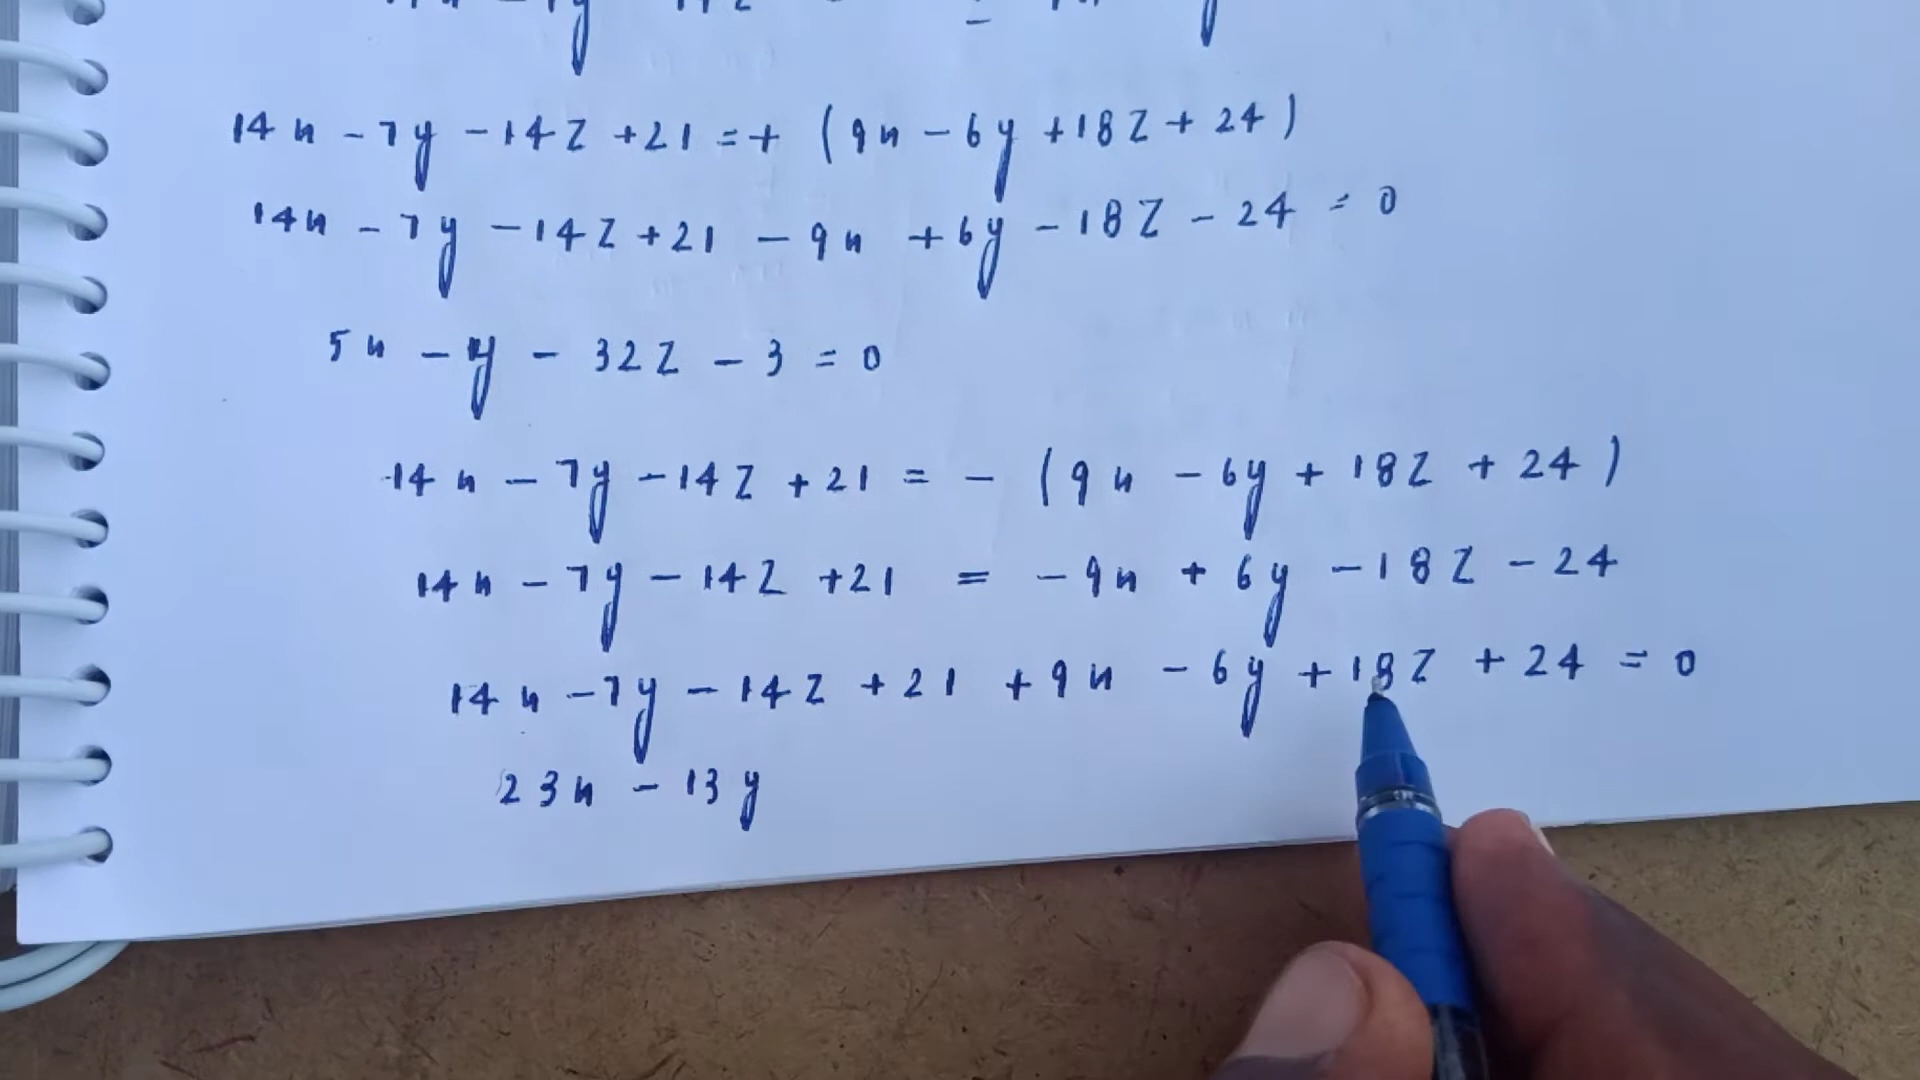 14x - 7y - 14z + 21 = + (9x - 6y + 18z + 24)
14x - 7y - 14z + 21 - 9x + 6y - 18z - 24 = 0
5x - y - 32z - 3 = 0
14x - 7y - 14z + 21 = - (9x - 6y + 18z + 24)
14x - 7y - 14z + 21 = - 9x + 6y - 18z - 24
14x - 7y - 14z + 21 + 9x - 6y + 18z + 24 = 0
23x - 13y